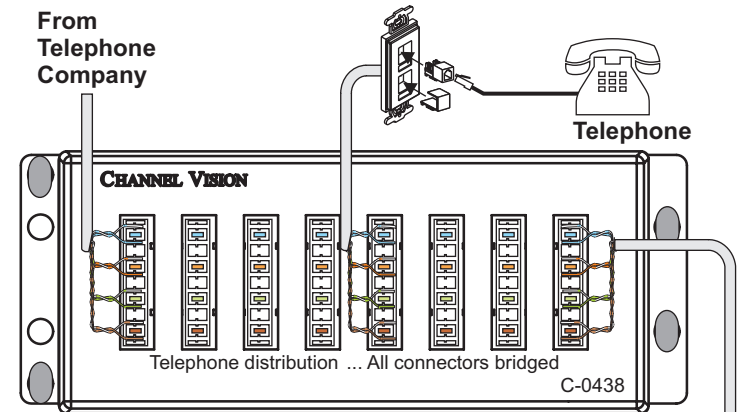 From
Telephone
Company
Telephone
CHANNEL VISION
Telephone distribution ... All connectors bridged
C-0438